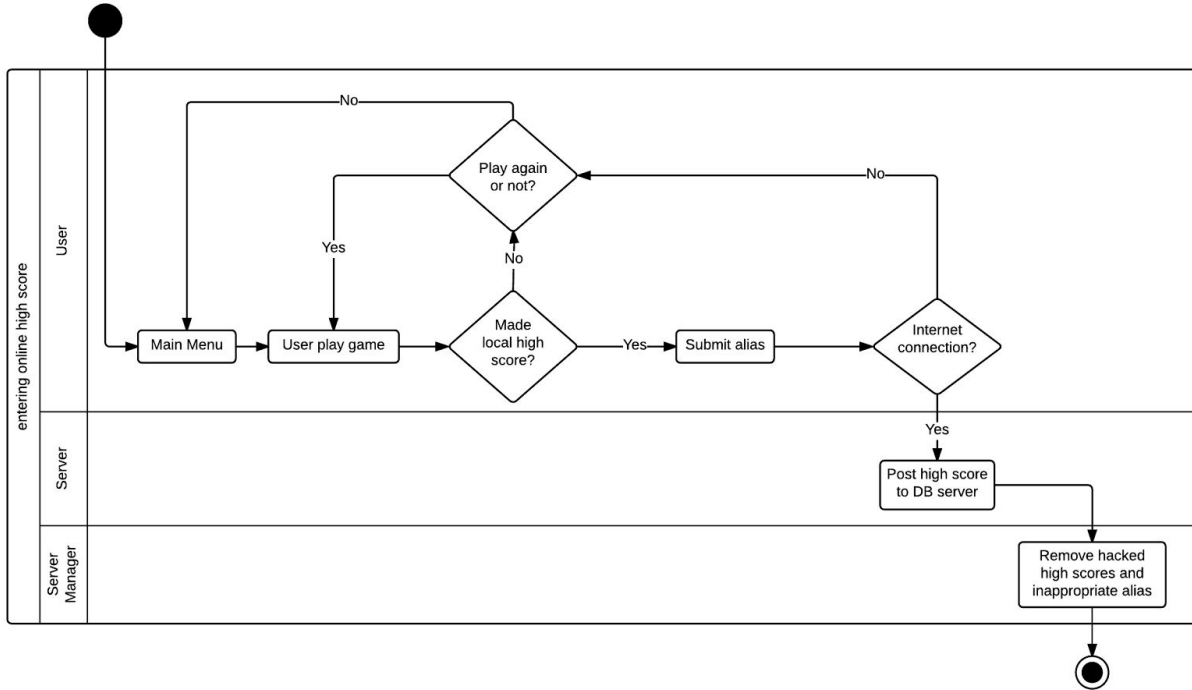 No
Play again
or not?
No
Yes
No
User
entering online high score
Main Menu
User play game
Made
local high
score?
Yes
Submit alias
Internet
connection?
Yes
Server
Post high score
to DB server
Server
Manager
Remove hacked
high scores and
inappropriate alias